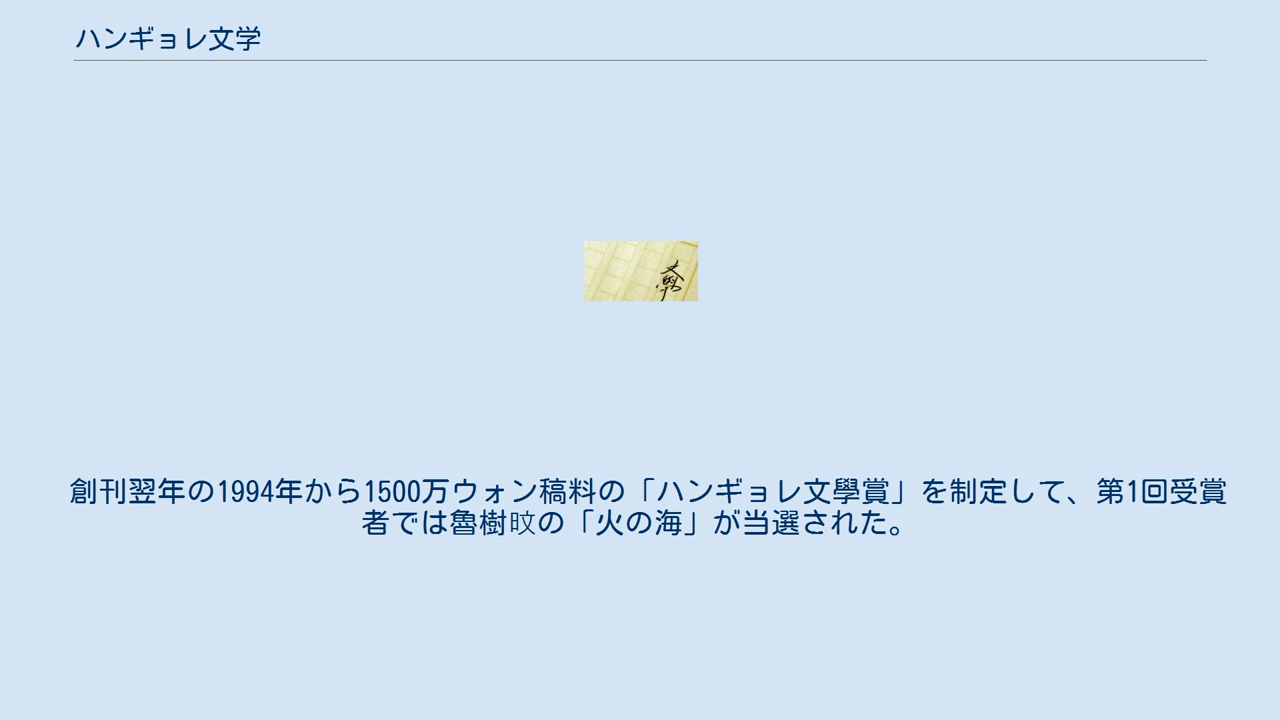 ハンギョレ文学
文學
創刊翌年の1994年から1500万ウォン稿料の「ハンギョレ文學賞」を制定して、第1回受賞
者では魯樹旼の「火の海」が当選された。